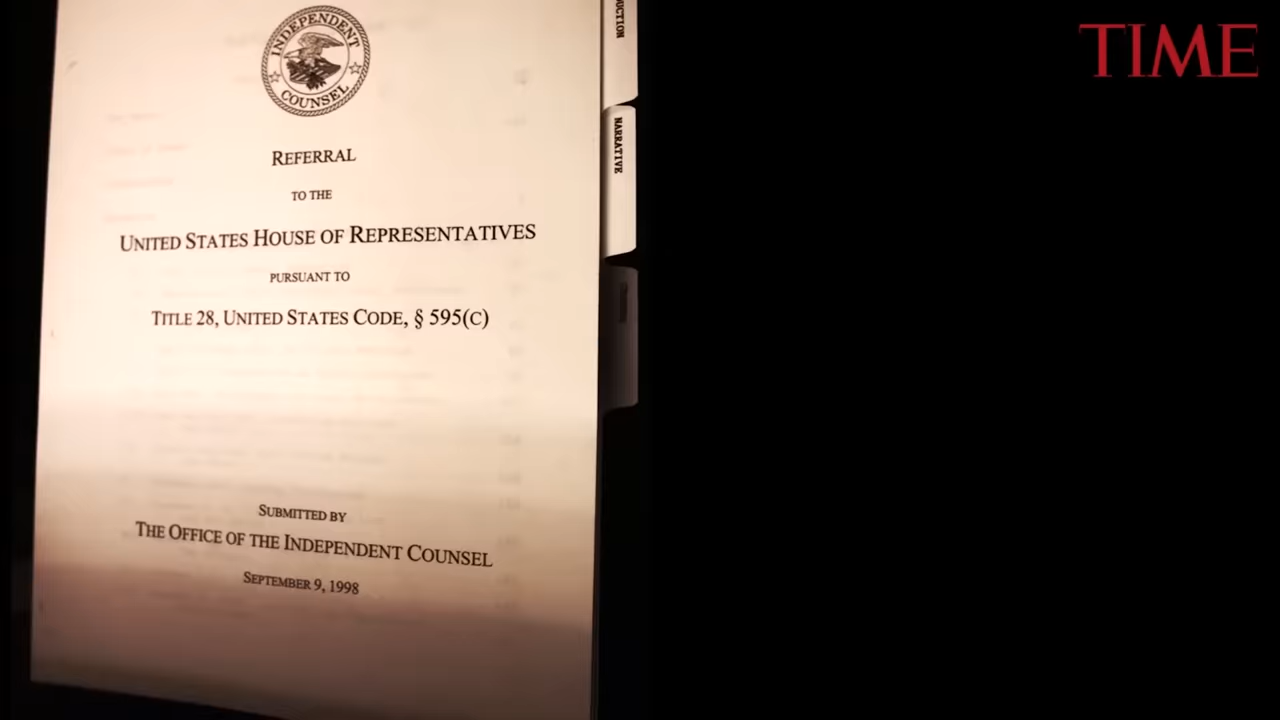 INDEPENDENT
COUNSEL
REFERRAL
TO THE
UNITED STATES HOUSE OF REPRESENTATIVES
PURSUANT TO
TITLE 28, UNITED STATES CODE, § 595(C)
SUBMITTED BY
THE OFFICE OF THE INDEPENDENT COUNSEL
SEPTEMBER 9, 1998
NARRATIVE
TIME